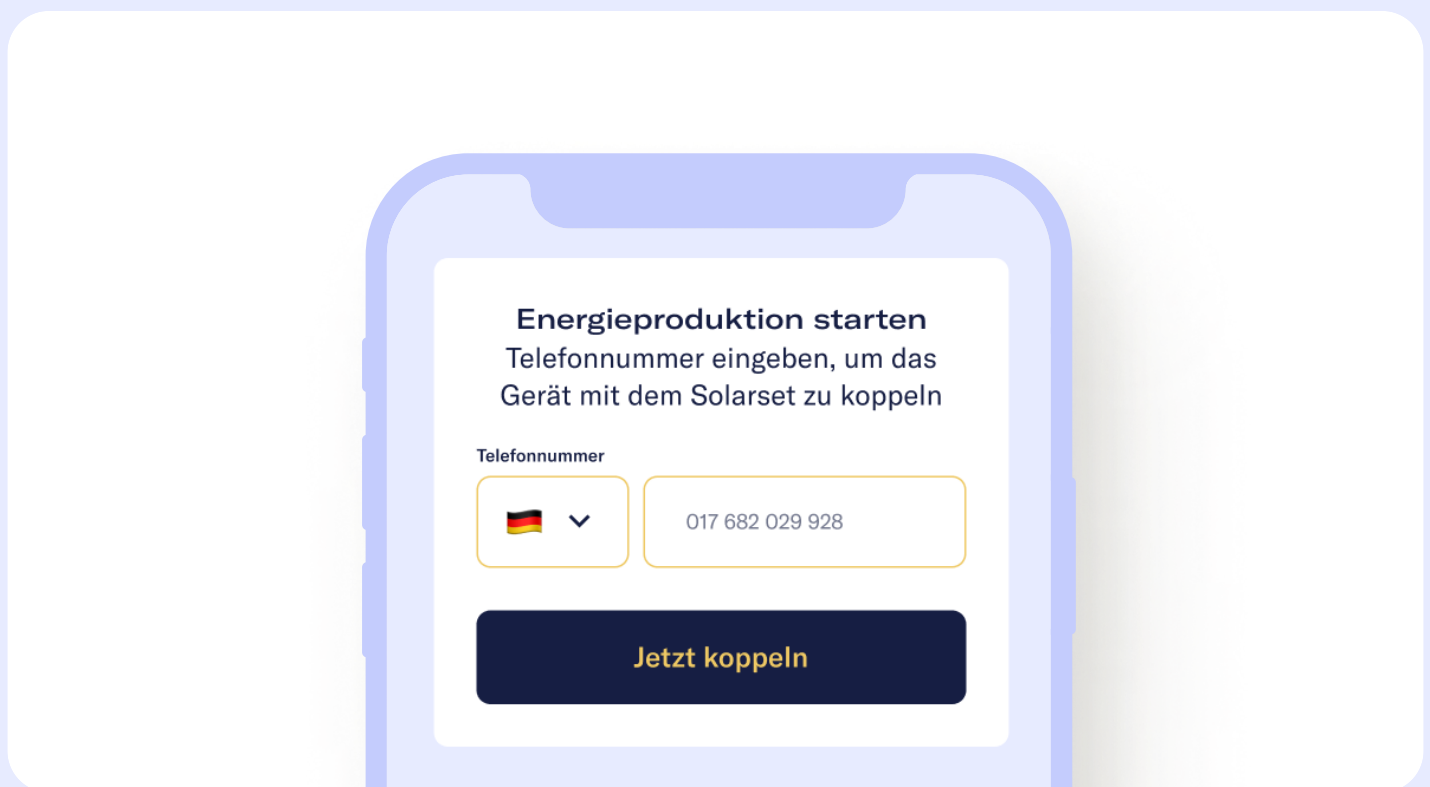 Energieproduktion starten
Telefonnummer eingeben, um das
Gerät mit dem Solarset zu koppeln
Telefonnummer
017 682 029 928
Jetzt koppeln